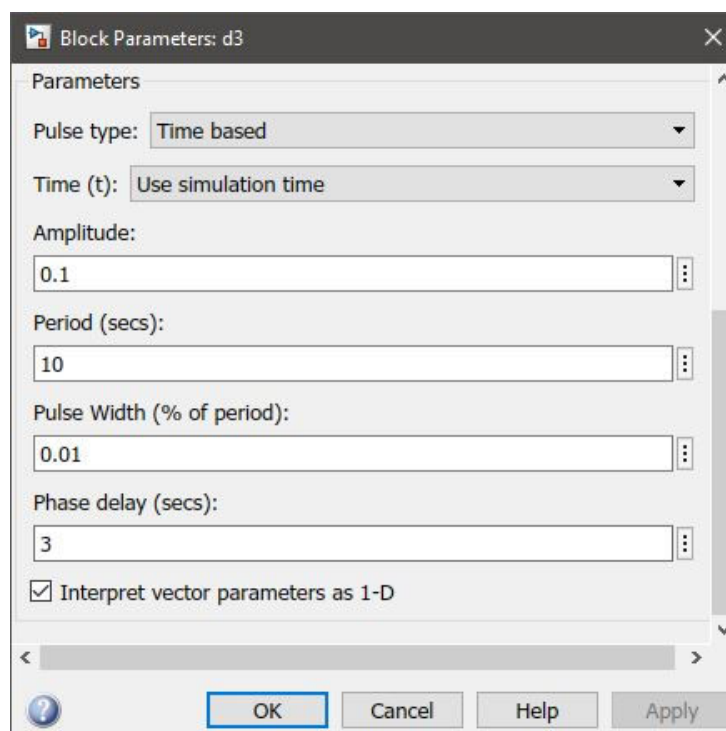 Block Parameters: d3
Parameters
Pulse type: Time based
Time (t): Use simulation time
Amplitude:
0.1
Period (secs):
10
Pulse Width (% of period):
0.01
Phase delay (secs):
3
Interpret vector parameters as 1-D
OK Cancel Help Apply